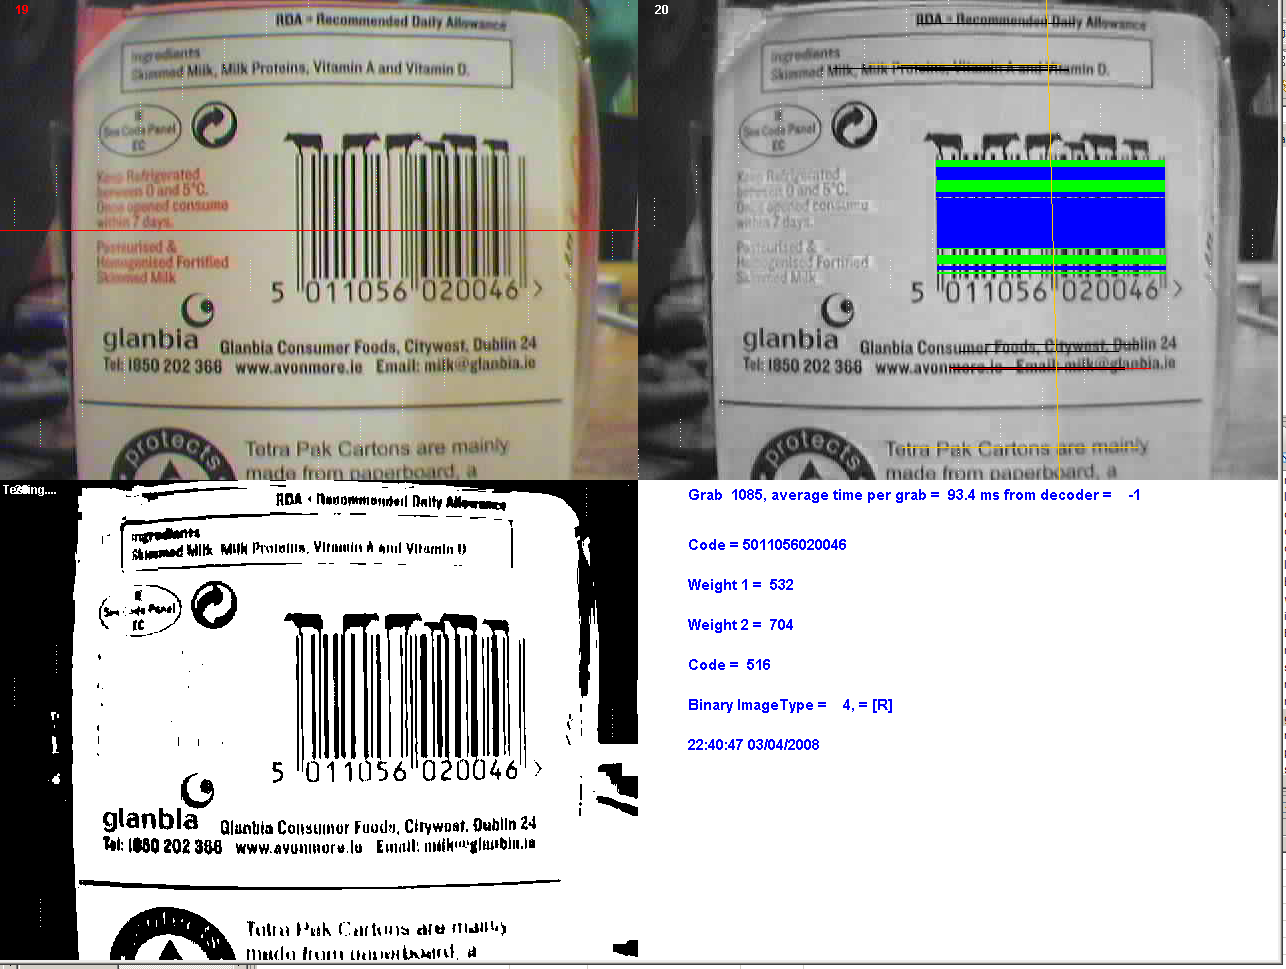 19
RDA = Recommended Daily Allowance
Ingredients
Skimmed Milk, Milk Proteins, Vitamin A and Vitamin D.
IE
See Code Panel
EC
Keep Refrigerated
between 0 and 5°C.
Once opened consume
within 7 days.
Pasteurised &
Homogenised Fortified
Skimmed Milk
5 011056 020046 >
glanbia
Glanbia Consumer Foods, Citywest, Dublin 24
Tel: 1850 202 366 www.avonmore.ie Email: milk@glanbia.ie
protects
Tetra Pak Cartons are mainly
made from paperboard, a
20
RDA = Recommended Daily Allowance
Ingredients
Skimmed Milk, Milk Proteins, Vitamin A and Vitamin D.
IE
See Code Panel
EC
Keep Refrigerated
between 0 and 5°C.
Once opened consume
within 7 days.
Pasteurised &
Homogenised Fortified
Skimmed Milk
5 011056 020046 >
glanbia
Glanbia Consumer Foods, Citywest, Dublin 24
Tel: 1850 202 366 www.avonmore.ie Email: milk@glanbia.ie
protects
Tetra Pak Cartons are mainly
made from paperboard, a
RDA = Recommended Daily Allowance
Ingredients
Skimmed Milk Milk Proteins, Vitamin A and Vitamin D
IE
See Code Panel
EC
5 011056 020046 >
glanbia
Glanbia Consumer Foods, Citywest, Dublin 24
Tel: 1850 202 366 www.avonmore.ie Email: milk@glanbia.ie
Tetra Pak Cartons are mainly
made from paperboard, a
Grab 1085, average time per grab = 93.4 ms from decoder = -1
Code = 5011056020046
Weight 1 = 532
Weight 2 = 704
Code = 516
Binary ImageType = 4, = [R]
22:40:47 03/04/2008